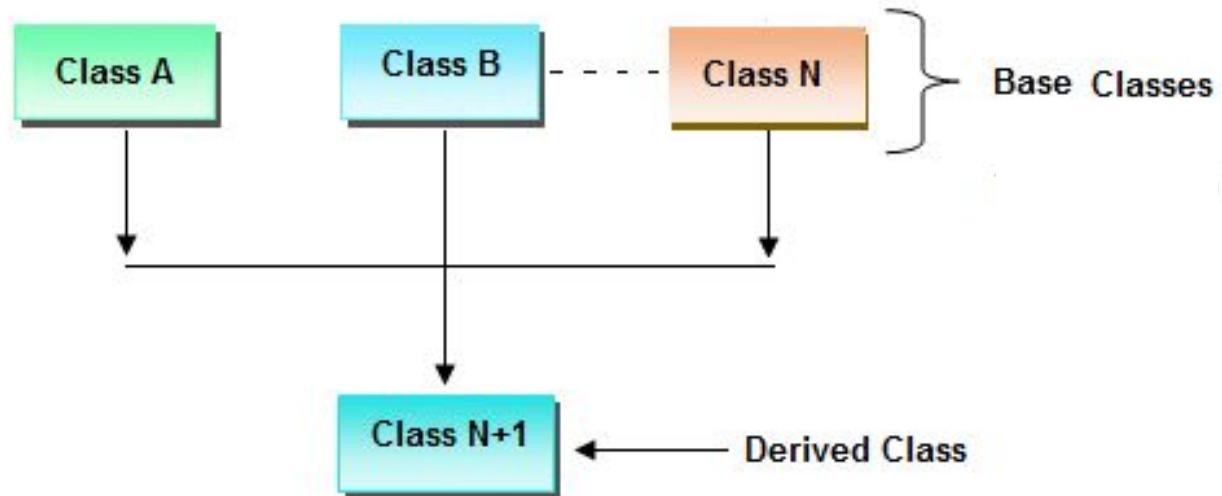 Class A
Class B
Class N
Base Classes
Class N+1
Derived Class